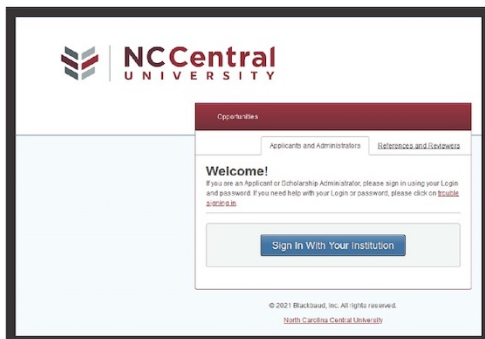 NCCentral
UNIVERSITY
Opportunities
Applicants and Administrators References and Reviewers
Welcome!
If you are an Applicant or Scholarship Administrator, please sign in using your Login
and password. If you need help with your Login or password, please click on trouble
signing in.
Sign In With Your Institution
© 2021 Blackbaud, Inc. All rights reserved.
North Carolina Central University